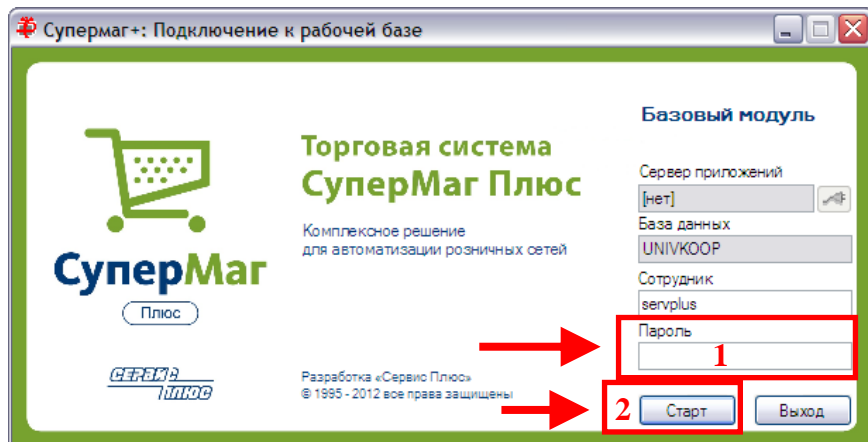 Супермаг+: Подключение к рабочей базе
Базовый модуль
Торговая система
СуперМаг Плюс
Комплексное решение
для автоматизации розничных сетей
СуперМаг
Плюс
СЕРВИС
ПЛЮС
Разработка «Сервис Плюс»
© 1995 - 2012 все права защищены
Сервер приложений
[нет]
База данных
UNIVKOOP
Сотрудник
servplus
Пароль
1
2
Старт
Выход